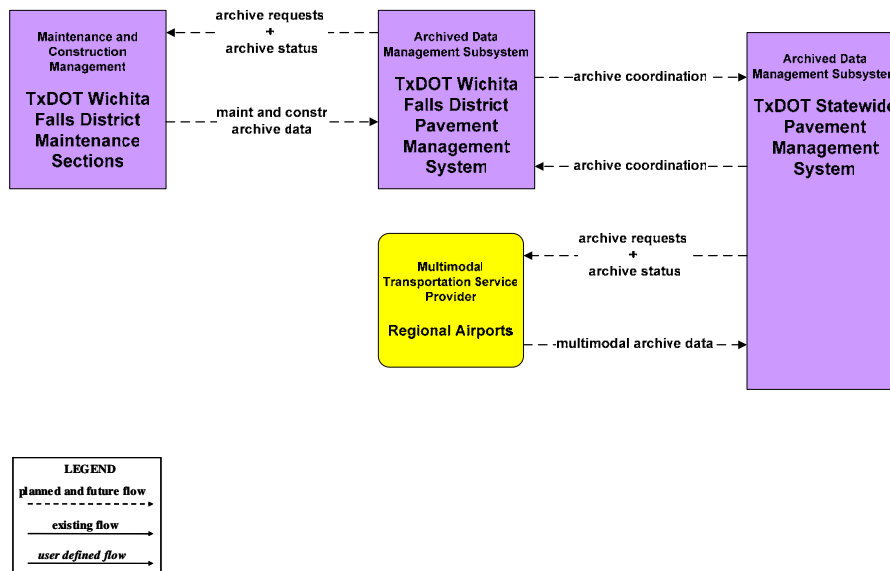 Maintenance and
Construction
Management
TxDOT Wichita
Falls District
Maintenance
Sections
archive requests
+
archive status
maint and constr
archive data
Archived Data
Management Subsystem
TxDOT Wichita
Falls District
Pavement
Management
System
archive coordination
archive coordination
Archived Data
Management Subsystem
TxDOT Statewide
Pavement
Management
System
archive requests
+
archive status
Multimodal
Transportation Service
Provider
Regional Airports
multimodal archive data
LEGEND
planned and future flow
existing flow
user defined flow